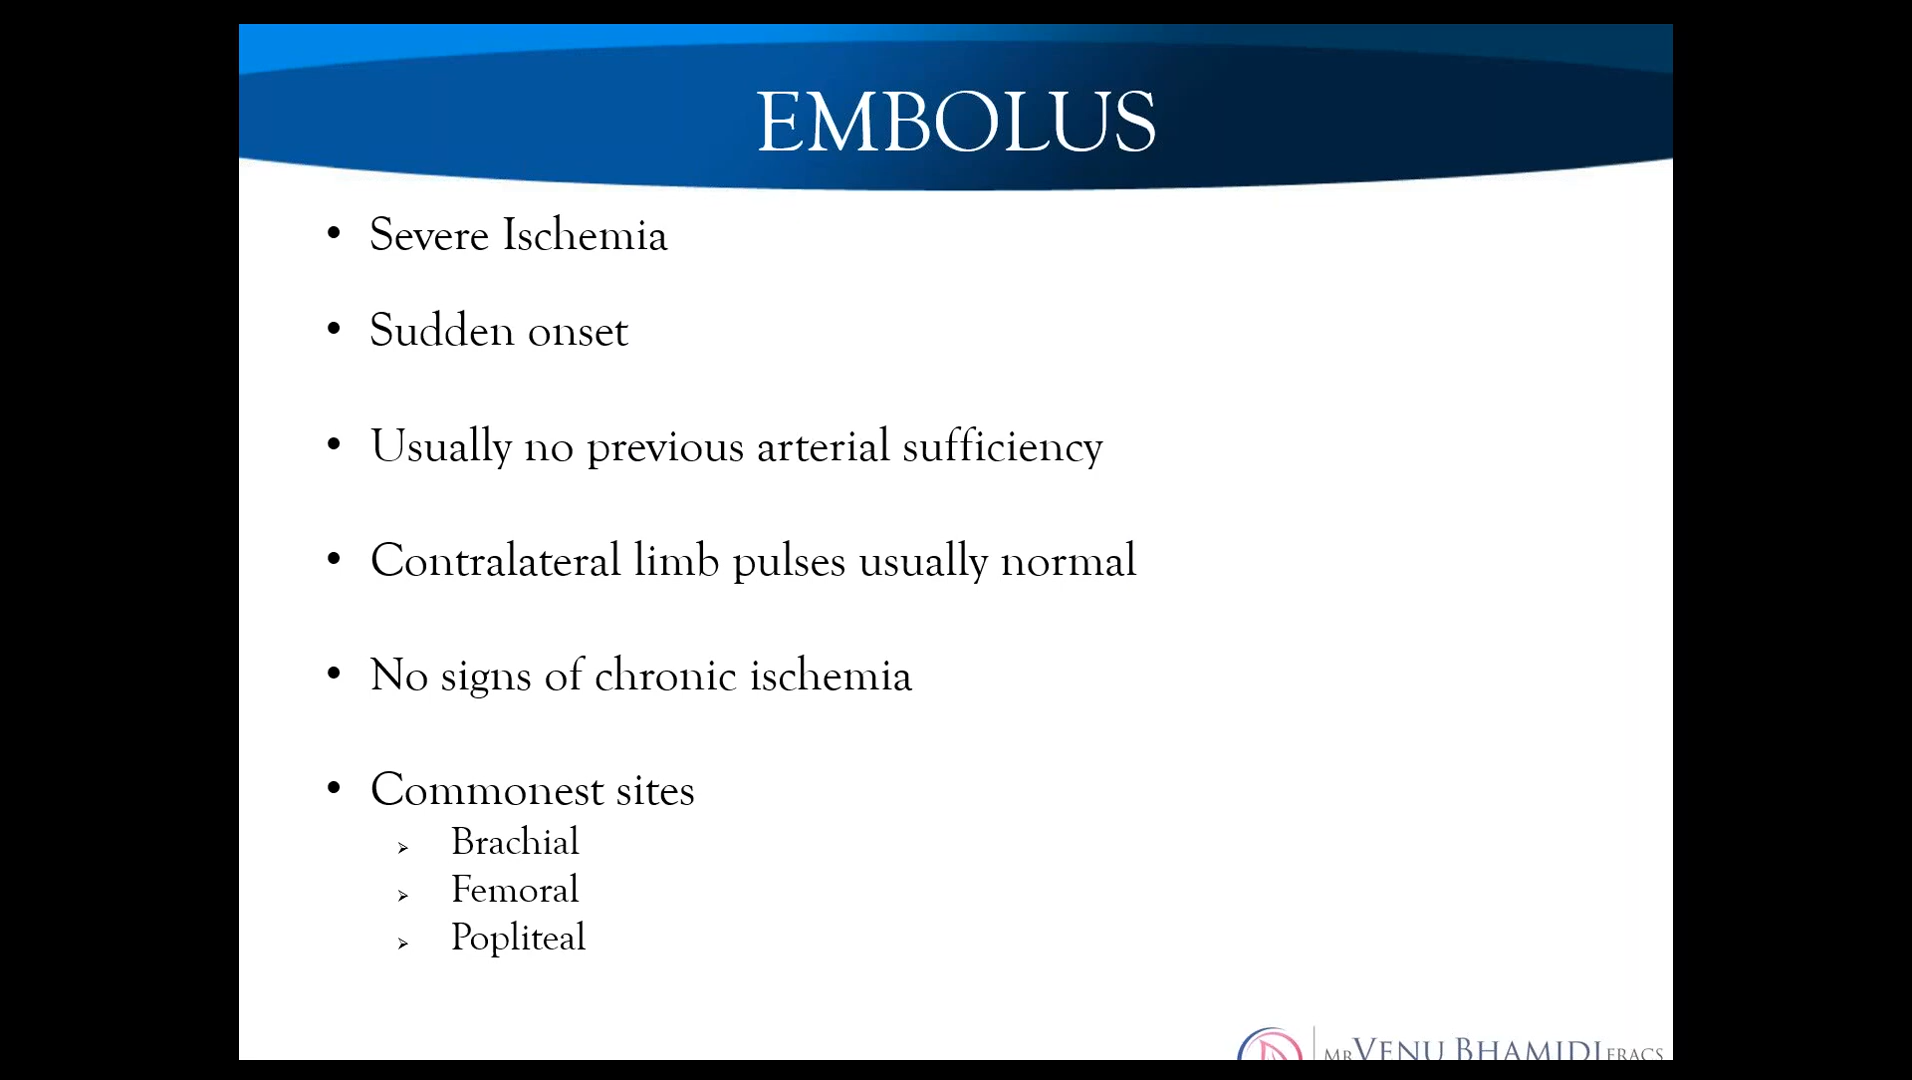 EMBOLUS
• Severe Ischemia
• Sudden onset
• Usually no previous arterial sufficiency
• Contralateral limb pulses usually normal
• No signs of chronic ischemia
• Commonest sites
➢ Brachial
➢ Femoral
➢ Popliteal
MR VENU BHAMIDI FRACS